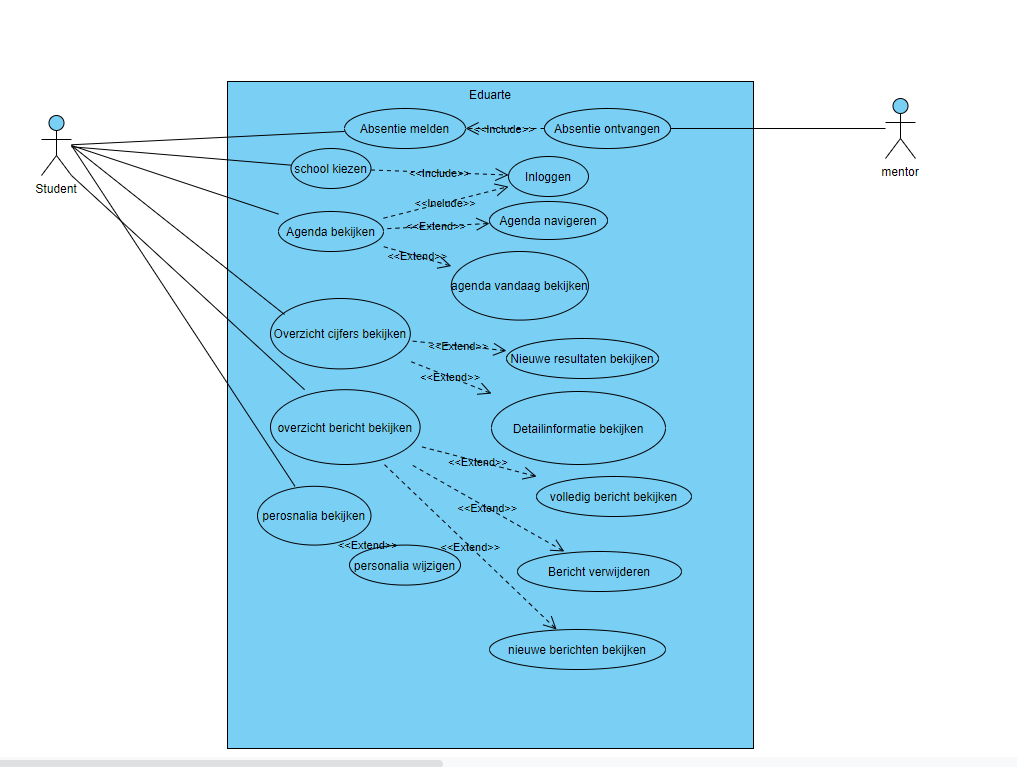 Eduarte
Absentie melden
<<Include>>
Absentie ontvangen
Student
mentor
school kiezen
<<Include>>
Inloggen
<<Include>>
Agenda bekijken
<<Extend>>
Agenda navigeren
<<Extend>>
agenda vandaag bekijken
Overzicht cijfers bekijken
<<Extend>>
Nieuwe resultaten bekijken
<<Extend>>
overzicht bericht bekijken
Detailinformatie bekijken
<<Extend>>
volledig bericht bekijken
<<Extend>>
perosnalia bekijken
<<Extend>>
<<Extend>>
personalia wijzigen
Bericht verwijderen
nieuwe berichten bekijken